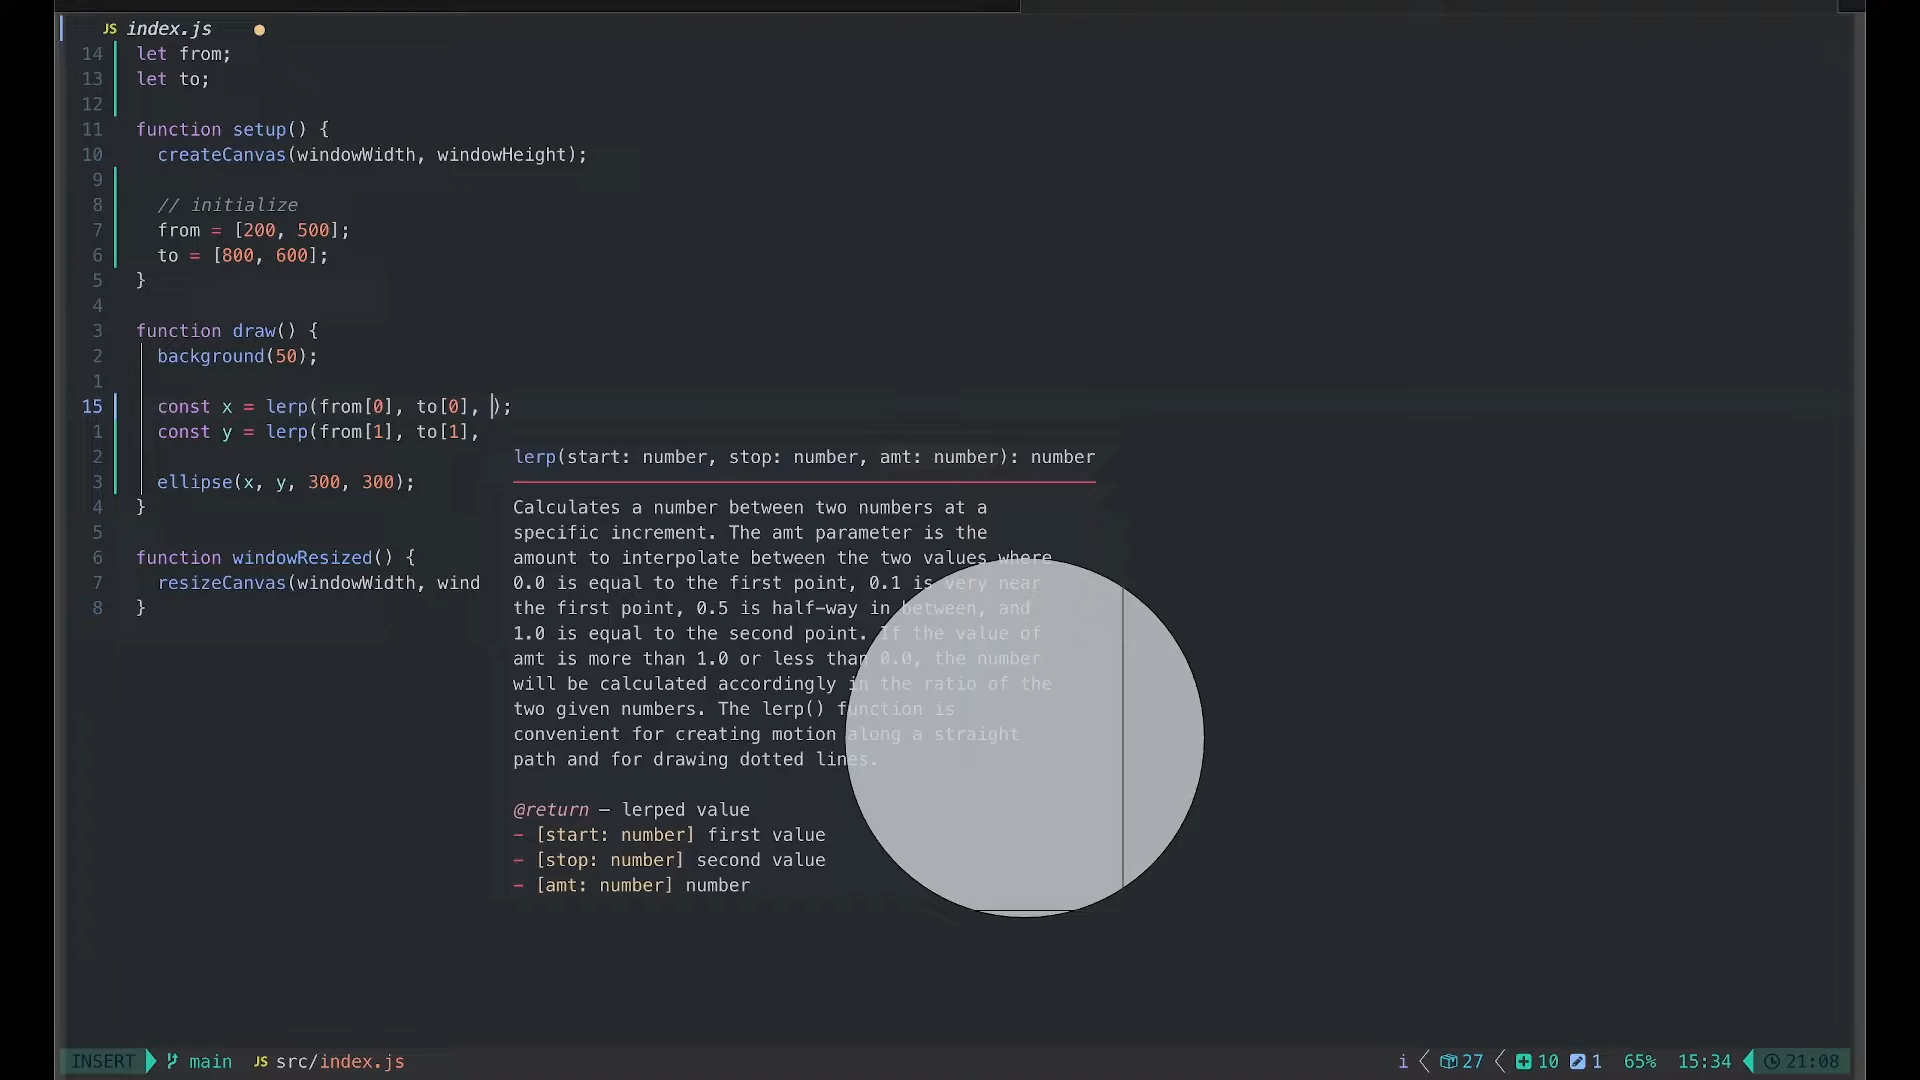 JS index.js
14 let from;
13 let to;
12
11 function setup() {
10 createCanvas(windowWidth, windowHeight);
9
8 // initialize
7 from = [200, 500];
6 to = [800, 600];
5 }
4
3 function draw() {
2 background(50);
1
15 const x = lerp(from[0], to[0], );
1 const y = lerp(from[1], to[1],
2
lerp(start: number, stop: number, amt: number): number
3 ellipse(x, y, 300, 300);
4 }
5
6 function windowResized() {
7 resizeCanvas(windowWidth, wind
8 }
Calculates a number between two numbers at a
specific increment. The amt parameter is the
amount to interpolate between the two values where
0.0 is equal to the first point, 0.1 is very near
the first point, 0.5 is half-way in between, and
1.0 is equal to the second point. If the value of
amt is more than 1.0 or less than 0.0, the number
will be calculated accordingly in the ratio of the
two given numbers. The lerp() function is
convenient for creating motion along a straight
path and for drawing dotted lines.
@return — lerped value
- [start: number] first value
- [stop: number] second value
- [amt: number] number
INSERT main JS src/index.js i 27 10 1 65% 15:34 21:08